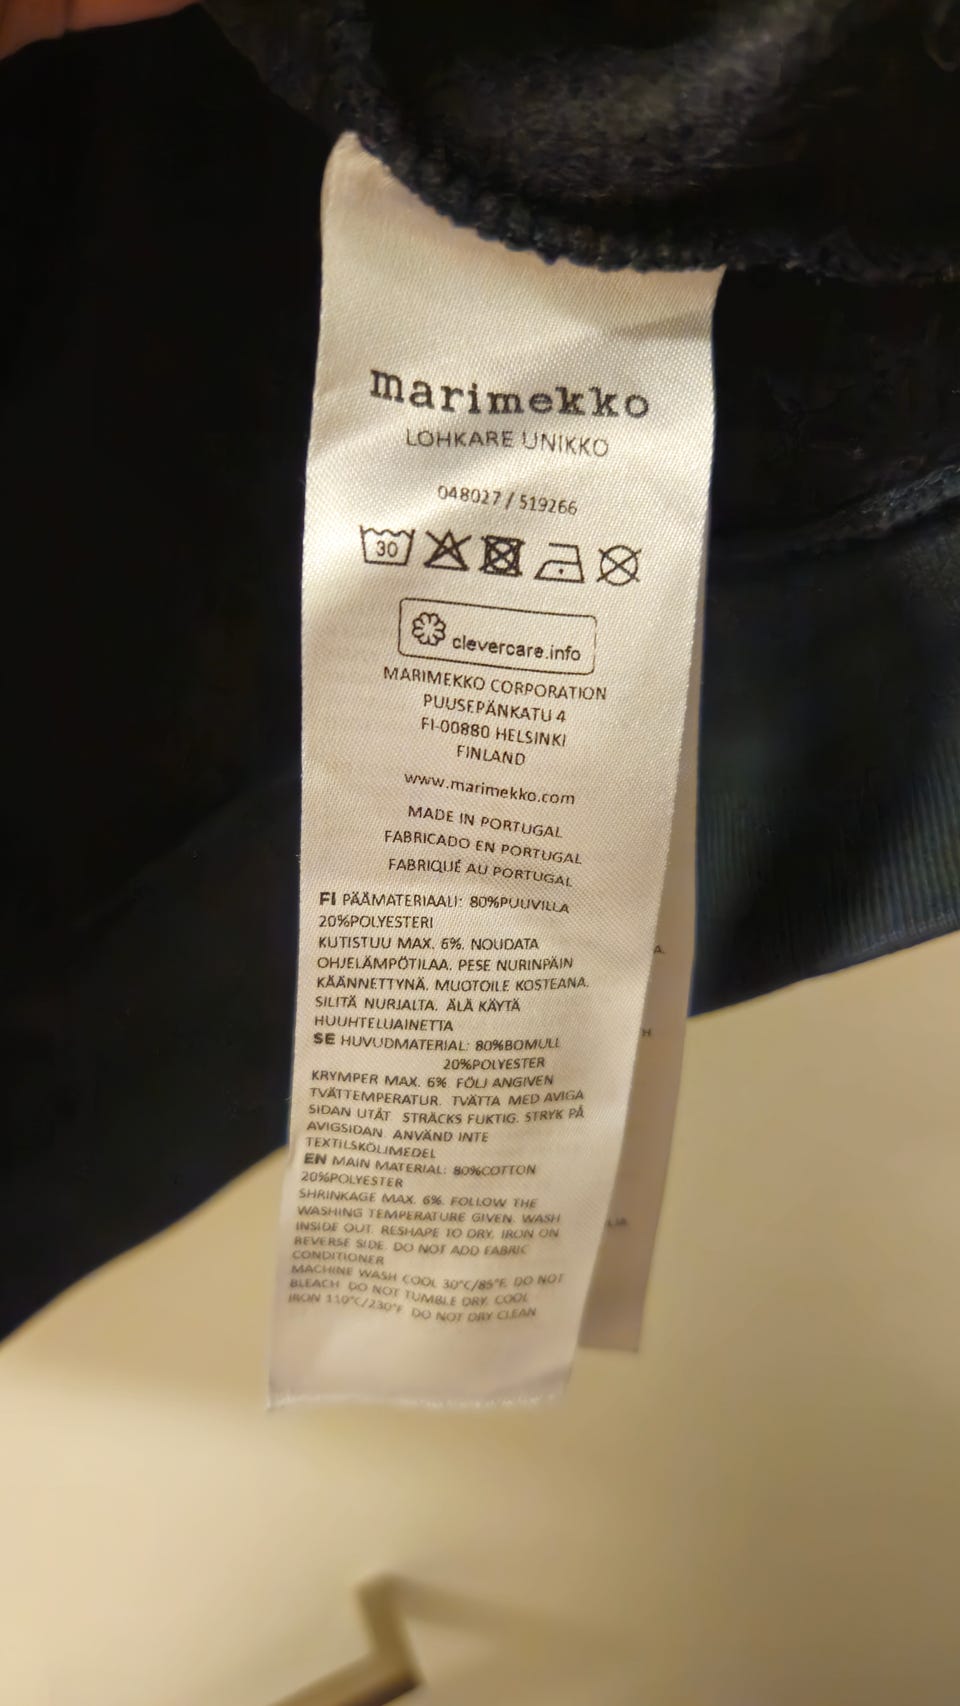 marimekko
LOHKARE UNIKKO
048027 / 519266
30
clevercare.info
MARIMEKKO CORPORATION
PUUSEPÄNKATU 4
FI-00880 HELSINKI
FINLAND
www.marimekko.com
MADE IN PORTUGAL
FABRICADO EN PORTUGAL
FABRIQUÉ AU PORTUGAL
FI PÄÄMATERIAALI: 80%PUUVILLA
20%POLYESTERI
KUTISTUU MAX. 6%. NOUDATA
OHJELÄMPÖTILAA. PESE NURINPÄIN
KÄÄNNETTYNÄ. MUOTOILE KOSTEANA.
SILITÄ NURJALTA. ÄLÄ KÄYTÄ
HUUHTELUAINETTA
SE HUVUDMATERIAL: 80%BOMULL
20%POLYESTER
KRYMPER MAX. 6% FÖLJ ANGIVEN
TVÄTTEMPERATUR. TVÄTTA MED AVIGA
SIDAN UTÅT STRÄCKS FUKTIG. STRYK PÅ
AVIGSIDAN. ANVÄND INTE
TEXTILSKÖLJMEDEL
EN MAIN MATERIAL: 80%COTTON
20%POLYESTER
SHRINKAGE MAX. 6%. FOLLOW THE
WASHING TEMPERATURE GIVEN. WASH
INSIDE OUT. RESHAPE TO DRY. IRON ON
REVERSE SIDE. DO NOT ADD FABRIC
CONDITIONER
MACHINE WASH COOL 30°C/85°F. DO NOT
BLEACH DO NOT TUMBLE DRY. COOL
IRON 110°C/230°F DO NOT DRY CLEAN